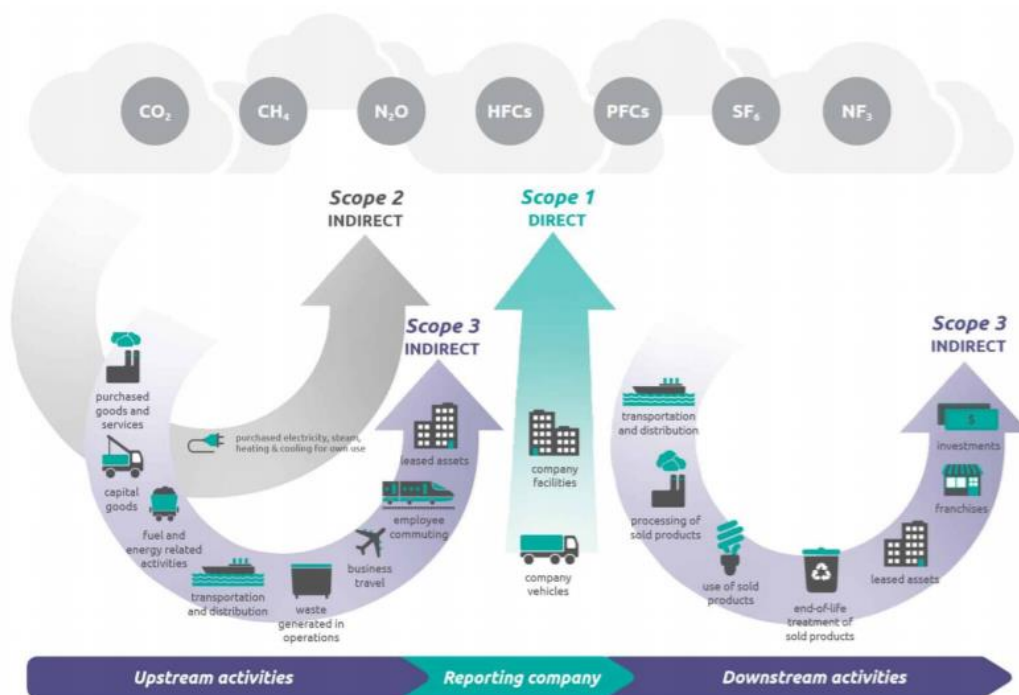 CO₂
CH₄
N₂O
HFCs
PFCs
SF₆
NF₃
Scope 2
INDIRECT
Scope 1
DIRECT
Scope 3
INDIRECT
Scope 3
INDIRECT
purchased
goods and
services
capital
goods
fuel and
energy related
activities
purchased electricity, steam,
heating & cooling for own use
transportation
and distribution
waste
generated in
operations
business
travel
employee
commuting
leased assets
company
facilities
company
vehicles
transportation
and distribution
processing of
sold products
use of sold
products
end-of-life
treatment of
sold products
leased assets
franchises
$
investments
Upstream activities
Reporting company
Downstream activities